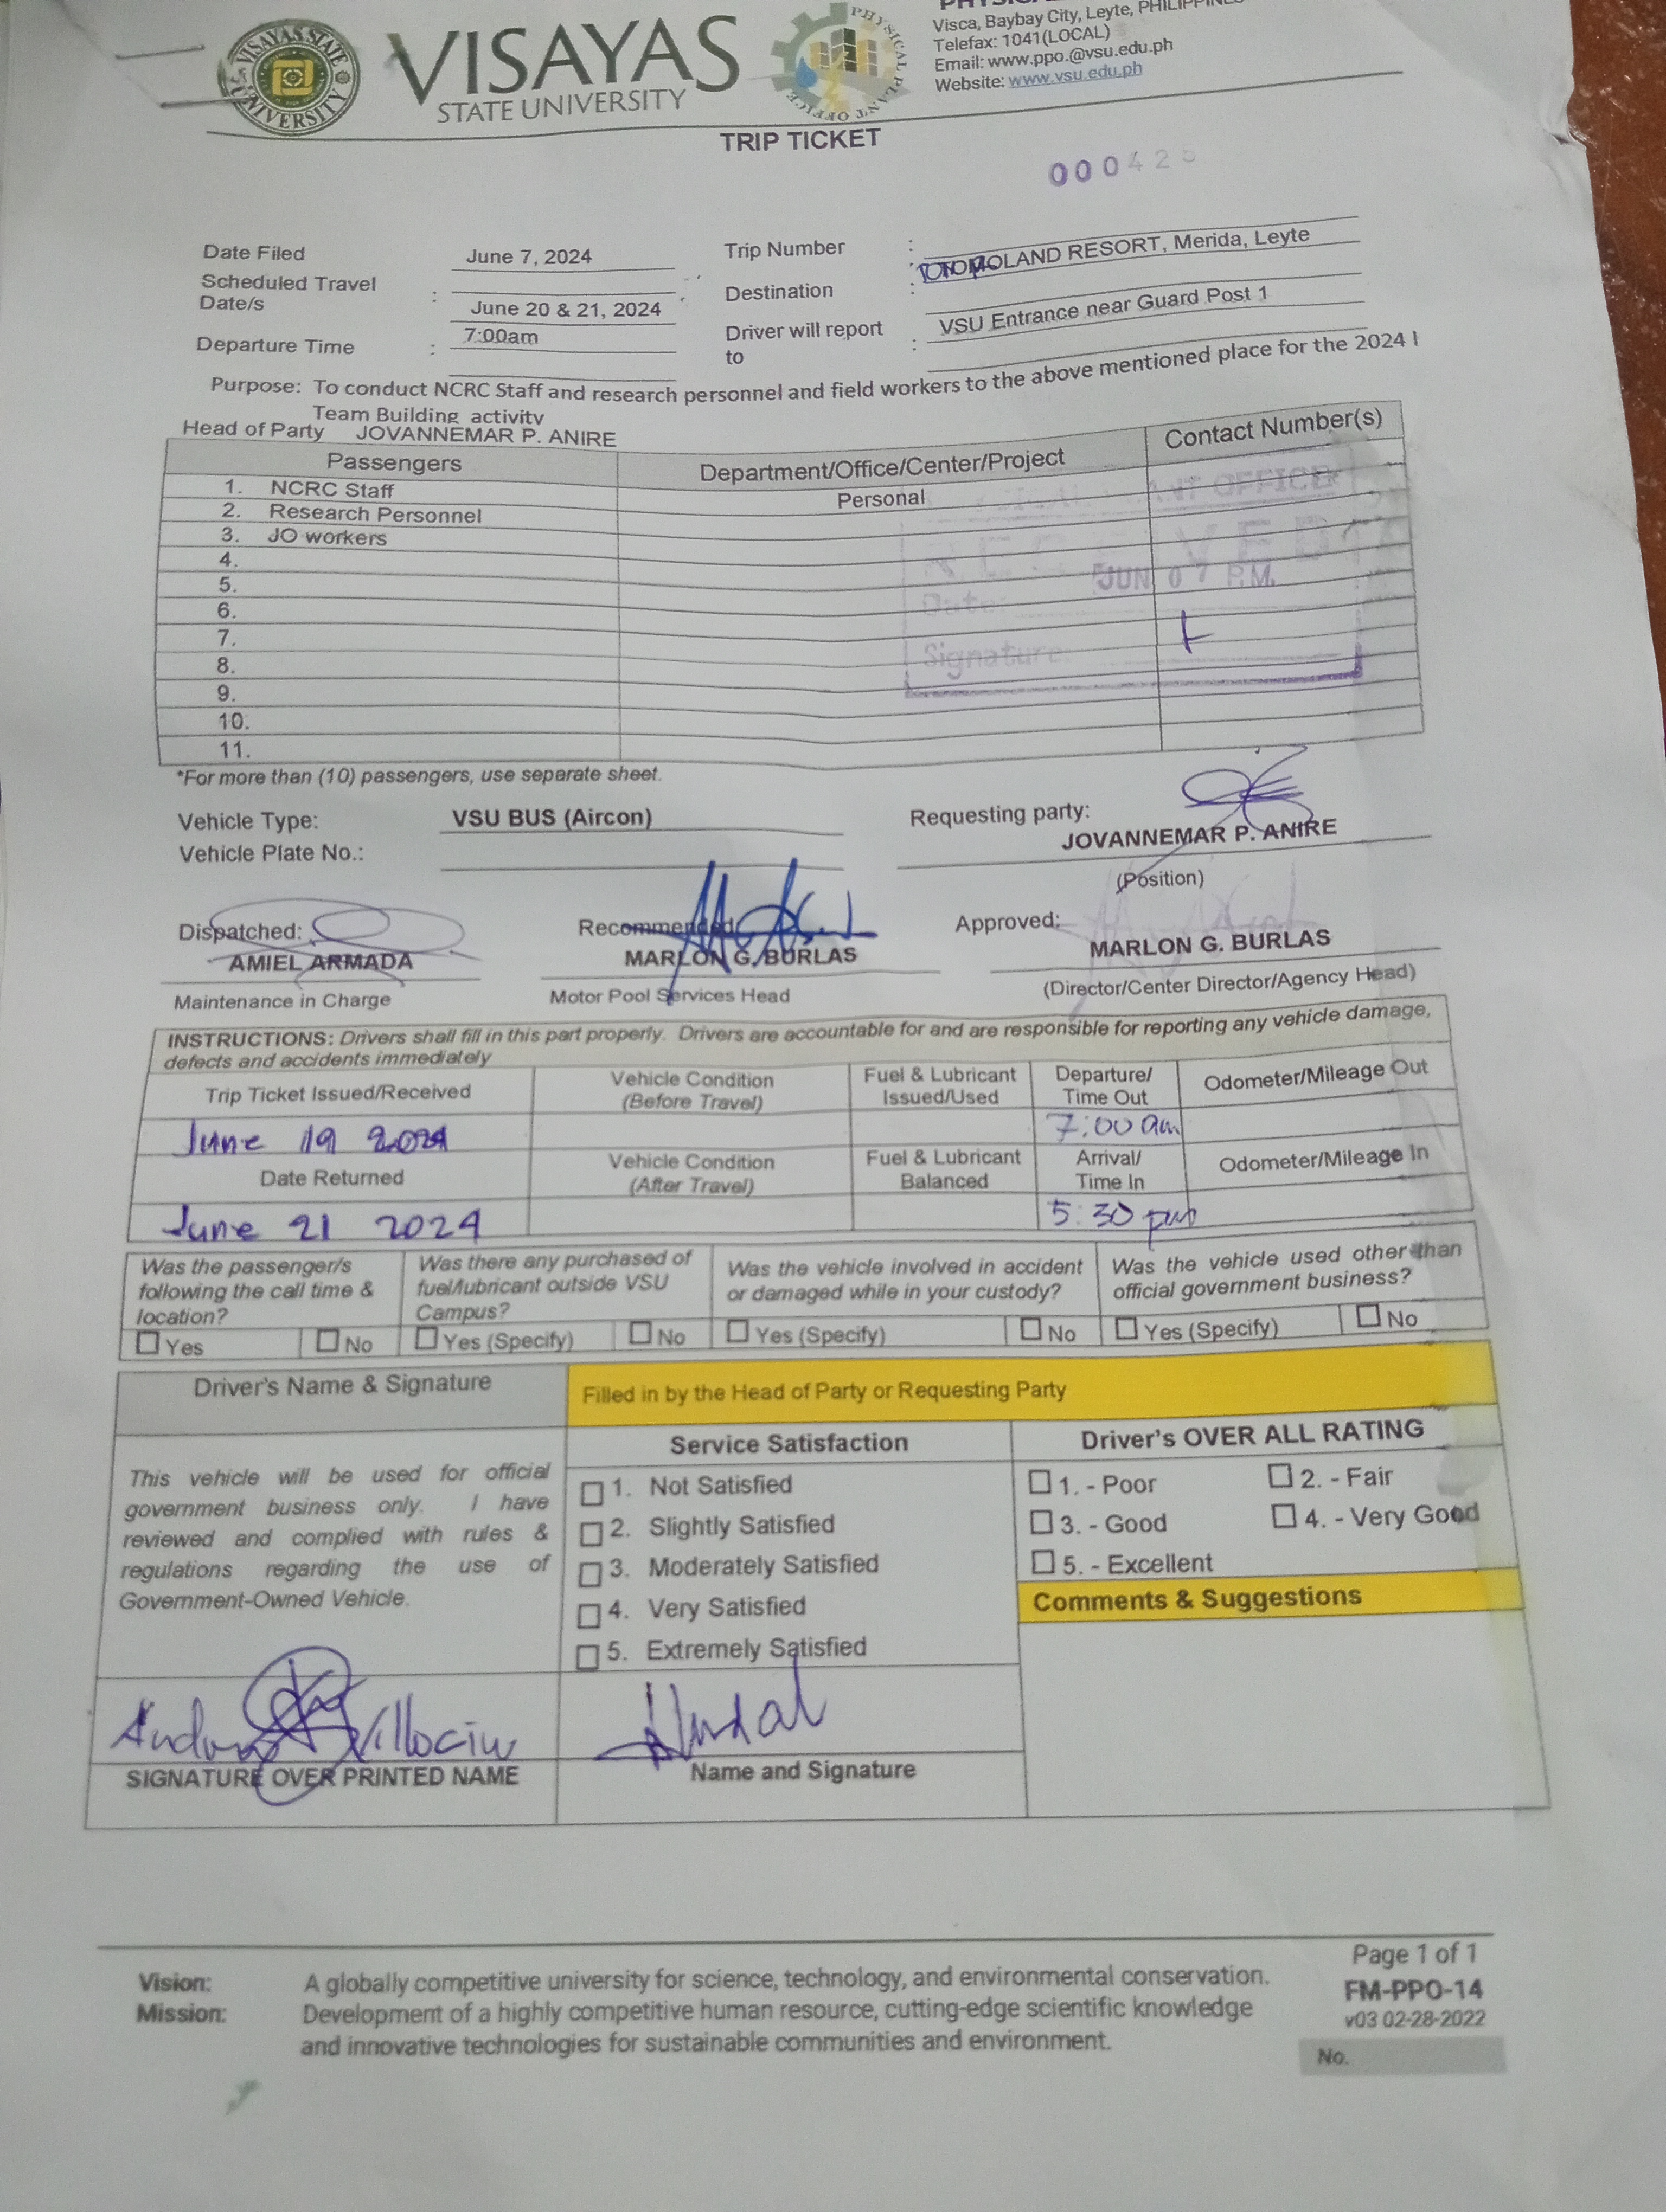 VISAYAS STATE UNIVERSITY
VISAYAS
STATE UNIVERSITY
PHYSICAL PLANT OFFICE
Visca, Baybay City, Leyte, PHILIPPINES
Telefax: 1041(LOCAL)
Email: www.ppo.@vsu.edu.ph
Website: www.vsu.edu.ph
TRIP TICKET
00042
Date Filed June 7, 2024 Trip Number :
Scheduled Travel Date/s : June 20 & 21, 2024 Destination : OLAND RESORT, Merida, Leyte
Departure Time : 7:00am Driver will report to : VSU Entrance near Guard Post 1
Purpose: To conduct NCRC Staff and research personnel and field workers to the above mentioned place for the 2024
Team Building activity
Head of Party JOVANNEMAR P. ANIRE
Passengers Department/Office/Center/Project Contact Number(s)
1. NCRC Staff Personal
2. Research Personnel
3. JO workers
4.
5.
6.
7.
8.
9.
10.
11.
ANT OFFICE
RECEIVED
JUN 07 P.M.
Date:
Signature:
*For more than (10) passengers, use separate sheet.
Vehicle Type: VSU BUS (Aircon) Requesting party:
JOVANNEMAR P. ANIRE
Vehicle Plate No.:
(Position)
Dispatched: Recommended Approved:
AMIEL ARMADA MARLON G. BURLAS MARLON G. BURLAS
Maintenance in Charge Motor Pool Services Head (Director/Center Director/Agency Head)
INSTRUCTIONS: Drivers shall fill in this part properly. Drivers are accountable for and are responsible for reporting any vehicle damage,
defects and accidents immediately
Trip Ticket Issued/Received Vehicle Condition (Before Travel) Fuel & Lubricant Issued/Used Departure/ Time Out Odometer/Mileage Out
June 19 2024 7:00 am
Date Returned Vehicle Condition (After Travel) Fuel & Lubricant Balanced Arrival/ Time In Odometer/Mileage In
June 21 2024 5:30 pm
Was the passenger/s following the call time & location? Was there any purchased of fuel/lubricant outside VSU Campus? Was the vehicle involved in accident or damaged while in your custody? Was the vehicle used other than official government business?
Yes No Yes (Specify) No Yes (Specify) No Yes (Specify) No
Driver's Name & Signature Filled in by the Head of Party or Requesting Party
Service Satisfaction Driver's OVER ALL RATING
This vehicle will be used for official
government business only. I have
reviewed and complied with rules &
regulations regarding the use of
Government-Owned Vehicle.
1. Not Satisfied
2. Slightly Satisfied
3. Moderately Satisfied
4. Very Satisfied
5. Extremely Satisfied
1. - Poor 2. - Fair
3. - Good 4. - Very Good
5. - Excellent
Comments & Suggestions
SIGNATURE OVER PRINTED NAME Name and Signature
Vision: A globally competitive university for science, technology, and environmental conservation.
Mission: Development of a highly competitive human resource, cutting-edge scientific knowledge
and innovative technologies for sustainable communities and environment.
Page 1 of 1
FM-PPO-14
v03 02-28-2022
No.